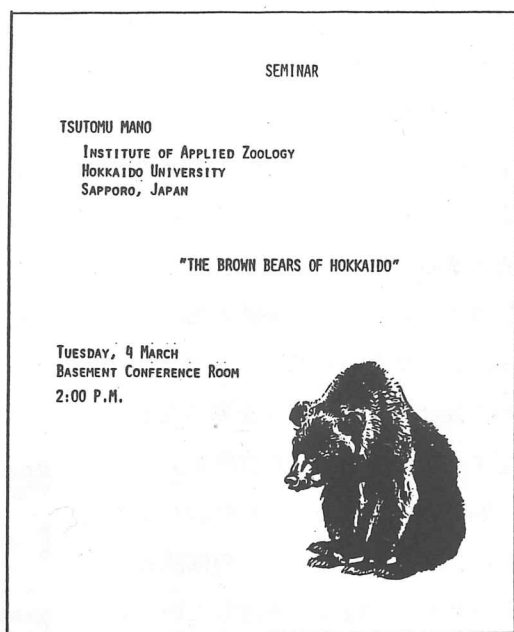 SEMINAR
TSUTOMU MANO
INSTITUTE OF APPLIED ZOOLOGY
HOKKAIDO UNIVERSITY
SAPPORO, JAPAN
"THE BROWN BEARS OF HOKKAIDO"
TUESDAY, 4 MARCH
BASEMENT CONFERENCE ROOM
2:00 P.M.